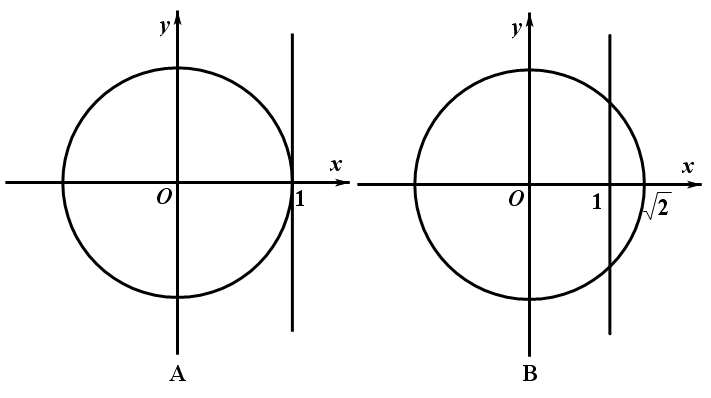 y y
x x
O 1 O 1 √2
A B